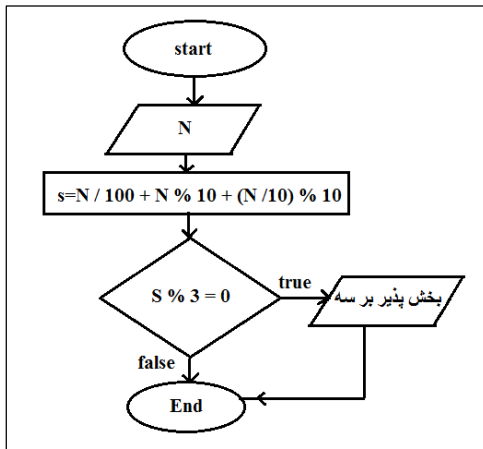 start
N
s=N / 100 + N % 10 + (N /10) % 10
S % 3 = 0
true
بخش پذیر بر سه
false
End